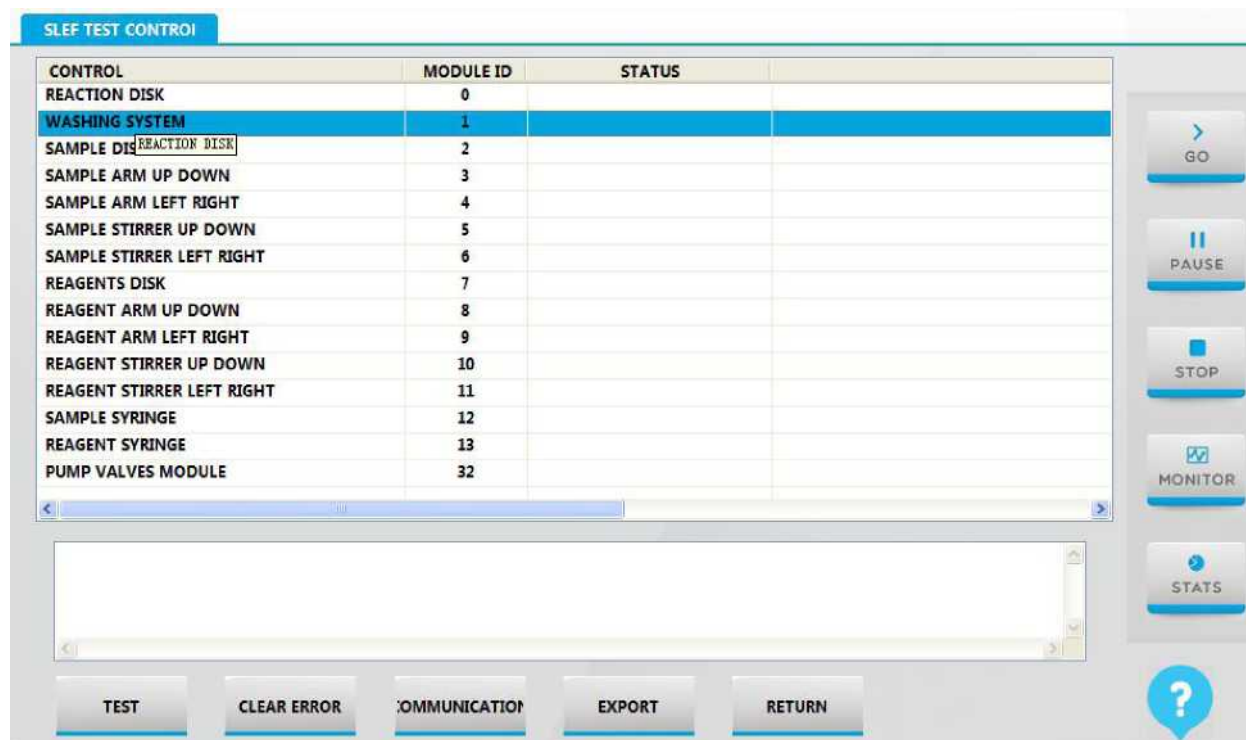 SLEF TEST CONTROl
CONTROL MODULE ID STATUS
REACTION DISK 0
WASHING SYSTEM 1
REACTION DISK
SAMPLE DIS 2
SAMPLE ARM UP DOWN 3
SAMPLE ARM LEFT RIGHT 4
SAMPLE STIRRER UP DOWN 5
SAMPLE STIRRER LEFT RIGHT 6
REAGENTS DISK 7
REAGENT ARM UP DOWN 8
REAGENT ARM LEFT RIGHT 9
REAGENT STIRRER UP DOWN 10
REAGENT STIRRER LEFT RIGHT 11
SAMPLE SYRINGE 12
REAGENT SYRINGE 13
PUMP VALVES MODULE 32
GO
PAUSE
STOP
MONITOR
STATS
TEST CLEAR ERROR COMMUNICATION EXPORT RETURN
?